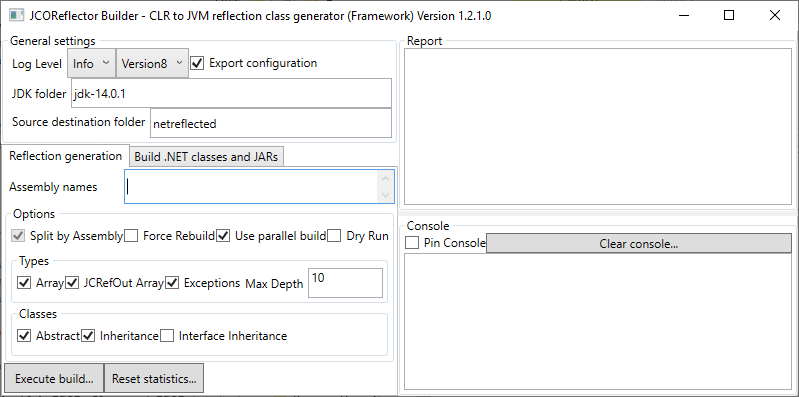 JCOReflector Builder - CLR to JVM reflection class generator (Framework) Version 1.2.1.0
General settings
Log Level Info Version8 Export configuration
JDK folder jdk-14.0.1
Source destination folder netreflected
Reflection generation Build .NET classes and JARs
Assembly names
Options
Split by Assembly Force Rebuild Use parallel build Dry Run
Types
Array JCRefOut Array Exceptions Max Depth 10
Classes
Abstract Inheritance Interface Inheritance
Execute build... Reset statistics...
Report
Console
Pin Console Clear console...